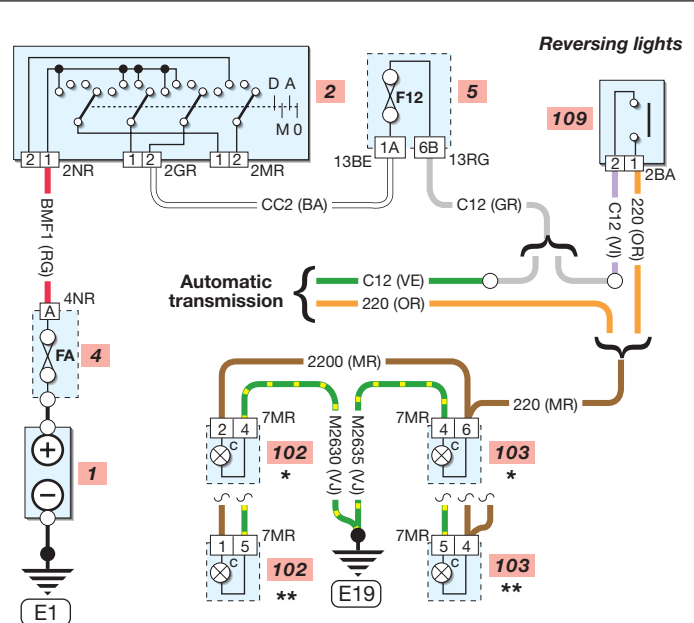 Reversing lights
D A
M 0
2
F12
5
109
2 1
2NR
1 2
2GR
1 2
2MR
13BE
1A
6B
13RG
2 1
2BA
CC2 (BA)
C12 (GR)
C12 (VI)
220 (OR)
BMF1 (RG)
Automatic
transmission
C12 (VE)
220 (OR)
4NR
A
FA
4
2200 (MR)
220 (MR)
1
+
−
7MR
2 4
C
102
*
M2630 (VJ)
M2635 (VJ)
7MR
4 6
C
103
*
7MR
1 5
C
102
**
7MR
5 4
C
103
**
E1
E19